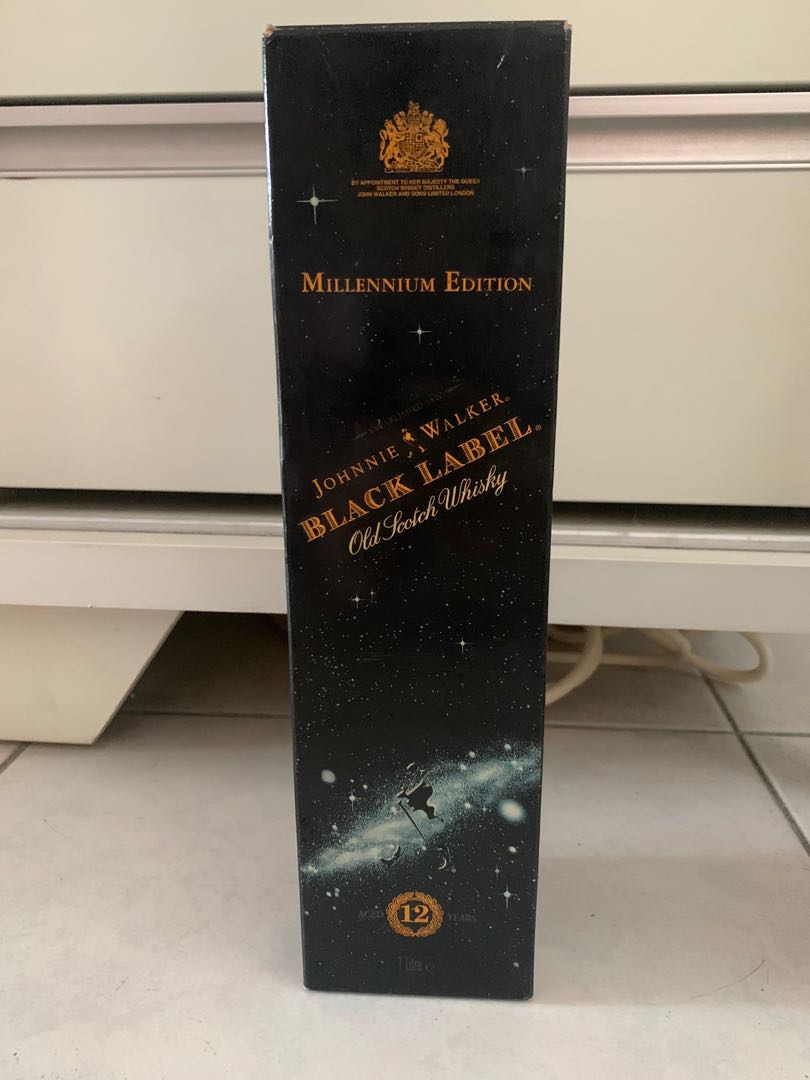 BY APPOINTMENT TO HER MAJESTY THE QUEEN
SCOTCH WHISKY DISTILLERS
JOHN WALKER AND SONS LIMITED LONDON
MILLENNIUM EDITION
JOHNNIE WALKER®
BLACK LABEL®
Old Scotch Whisky
AGED 12 YEARS
1 Litre e